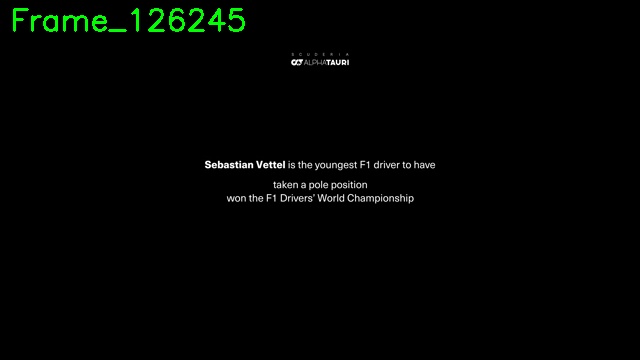 Frame_126245
SCUDERIA
ALPHATAURI
Sebastian Vettel is the youngest F1 driver to have
taken a pole position
won the F1 Drivers' World Championship